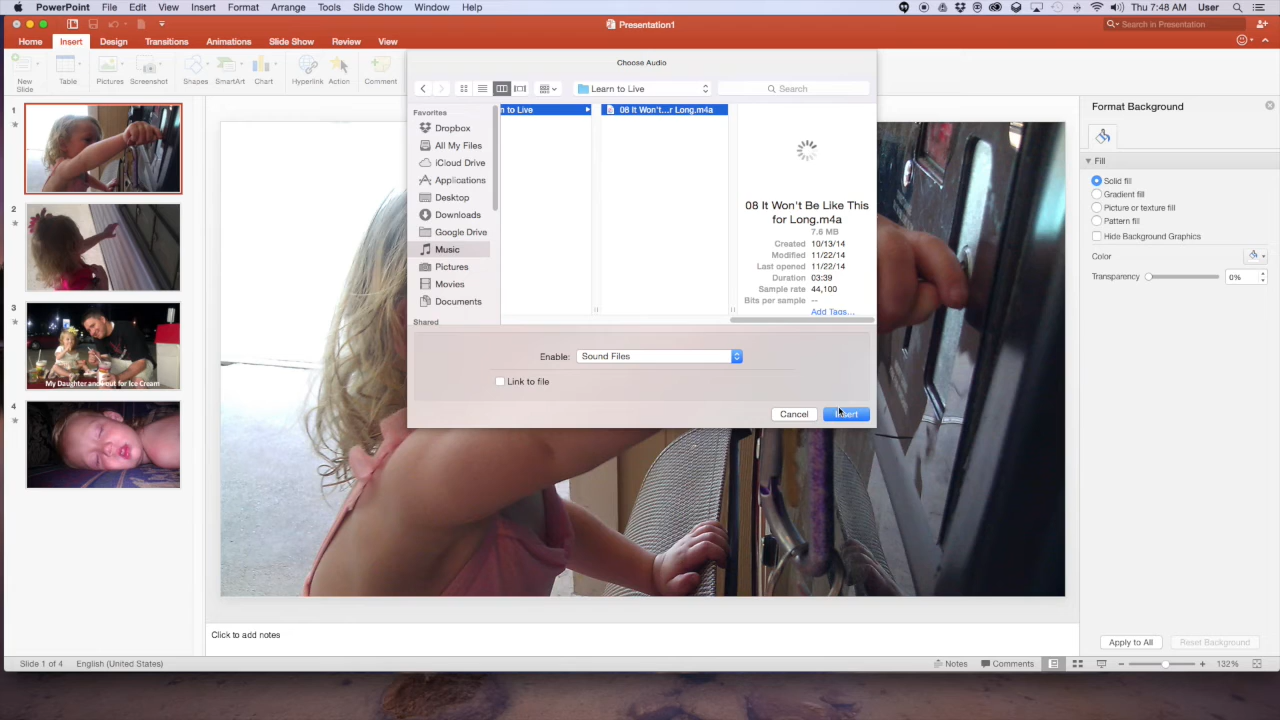 PowerPoint File Edit View Insert Format Arrange Tools Slide Show Window Help Thu 7:48 AM User
Presentation1
Search in Presentation
Home Insert Design Transitions Animations Slide Show Review View
New Slide Table Pictures Screenshot Shapes SmartArt Chart Hyperlink Action Comment
Choose Audio
Learn to Live
Search
Favorites
Dropbox
All My Files
iCloud Drive
Applications
Desktop
Downloads
Google Drive
Music
Pictures
Movies
Documents
Shared
n to Live
08 It Won't...r Long.m4a
08 It Won't Be Like This
for Long.m4a
7.6 MB
Created 10/13/14
Modified 11/22/14
Last opened 11/22/14
Duration 03:39
Sample rate 44,100
Bits per sample --
Add Tags...
Enable: Sound Files
Link to file
Cancel Insert
1
2
3
My Daughter and I out for Ice Cream
4
Format Background
Fill
Solid fill
Gradient fill
Picture or texture fill
Pattern fill
Hide Background Graphics
Color
Transparency 0%
Apply to All Reset Background
Click to add notes
Slide 1 of 4 English (United States) Notes Comments 132%